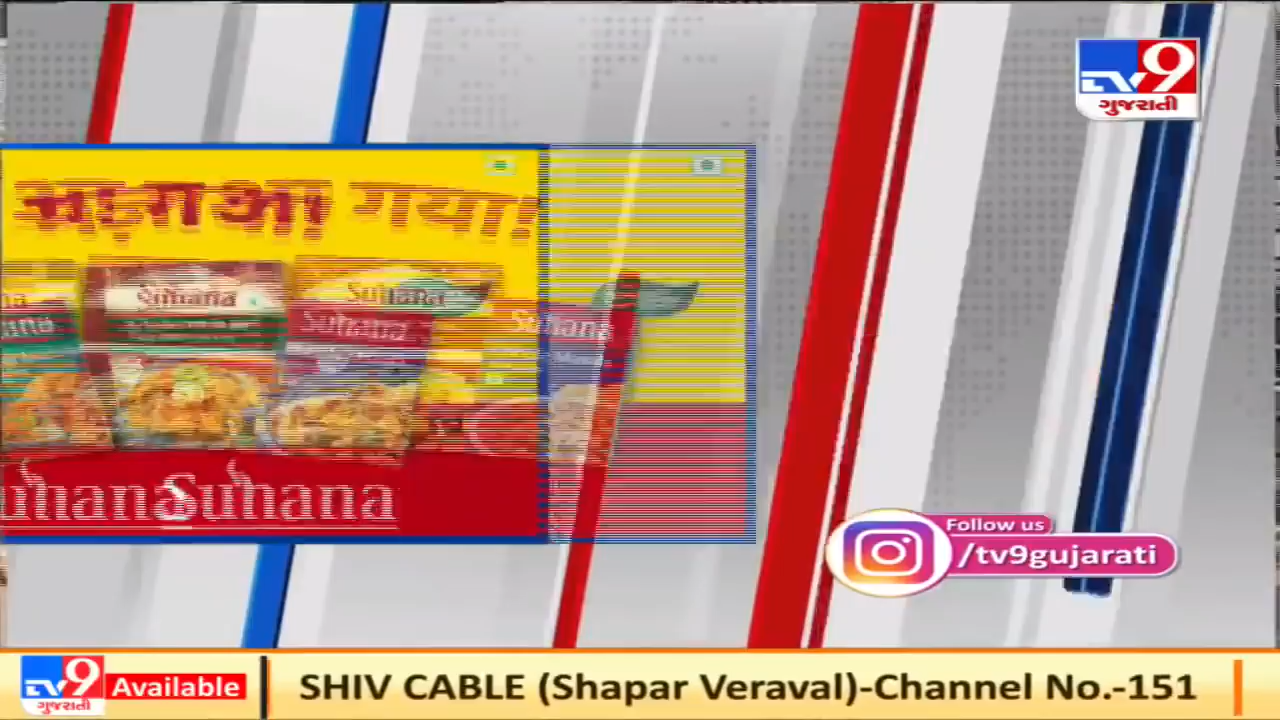 TV9
ગુજરાતી
गया!
Suhana
Suhana
Suhana
Suhana
Suhana
Follow us
/tv9gujarati
TV9
ગુજરાતી
Available
SHIV CABLE (Shapar Veraval)-Channel No.-151